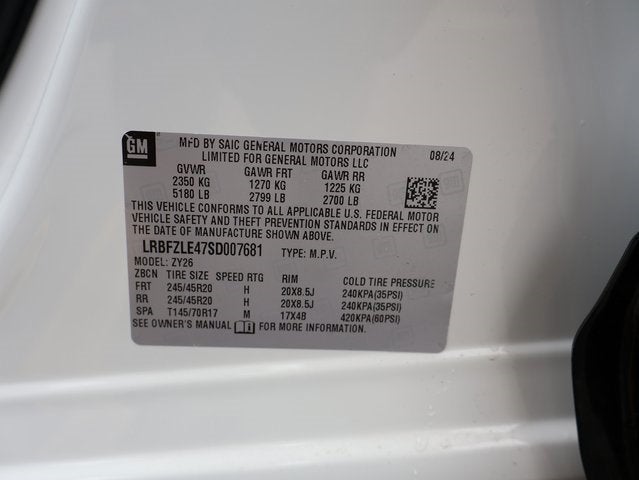 GM
MFD BY SAIC GENERAL MOTORS CORPORATION
LIMITED FOR GENERAL MOTORS LLC
08/24
GVWR GAWR FRT GAWR RR
2350 KG 1270 KG 1225 KG
5180 LB 2799 LB 2700 LB
THIS VEHICLE CONFORMS TO ALL APPLICABLE U.S. FEDERAL MOTOR
VEHICLE SAFETY AND THEFT PREVENTION STANDARDS IN EFFECT ON
THE DATE OF MANUFACTURE SHOWN ABOVE.
LRBFZLE47SD007681 TYPE: M.P.V.
MODEL: ZY26
ZBCN TIRE SIZE SPEED RTG RIM COLD TIRE PRESSURE
FRT 245/45R20 H 20X8.5J 240KPA(35PSI)
RR 245/45R20 H 20X8.5J 240KPA(35PSI)
SPA T145/70R17 M 17X4B 420KPA(60PSI)
SEE OWNER'S MANUAL FOR MORE INFORMATION